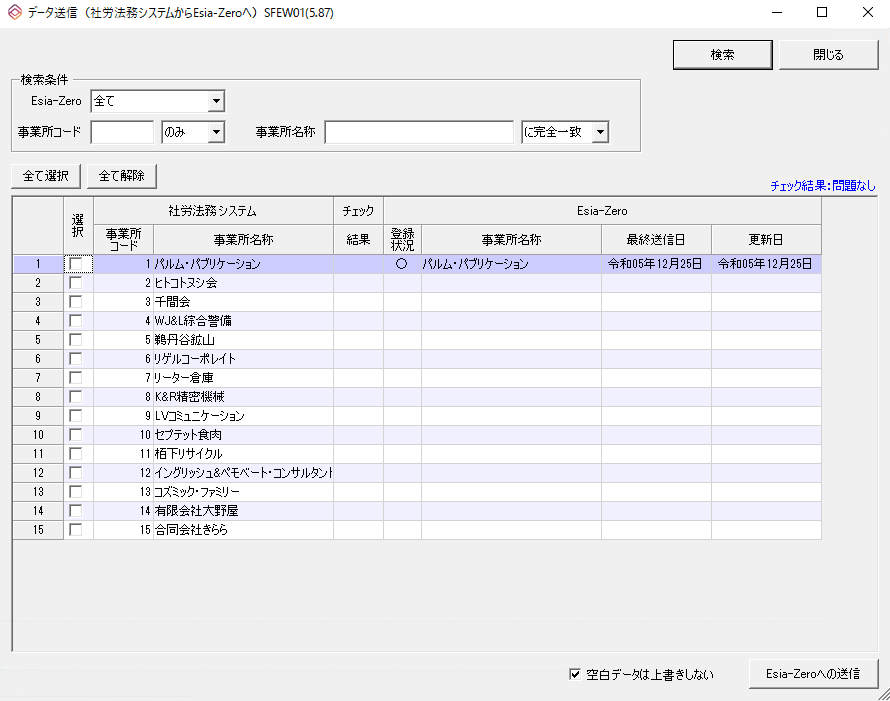 データ送信（社労法務システムからEsia-Zeroへ）SFEW01(5.87)
検索 閉じる
検索条件
Esia-Zero 全て
事業所コード のみ 事業所名称 に完全一致
全て選択 全て解除
チェック結果：問題なし
選択 社労法務システム チェック結果 Esia-Zero
事業所コード 事業所名称 登録状況 事業所名称 最終送信日 更新日
1 1 パルム・パブリケーション ○ パルム・パブリケーション 令和05年12月25日 令和05年12月25日
2 2 ヒトコトヌシ会
3 3 千間会
4 4 WJ&L綜合警備
5 5 鵜丹谷鉱山
6 6 リゲルコーポレイト
7 7 リーター倉庫
8 8 K&R精密機械
9 9 LVコミュニケーション
10 10 セプテット食肉
11 11 栢下リサイクル
12 12 イングリッシュ&ペモベート・コンサルタント
13 13 コズミック・ファミリー
14 14 有限会社大野屋
15 15 合同会社きらら
空白データは上書きしない Esia-Zeroへの送信